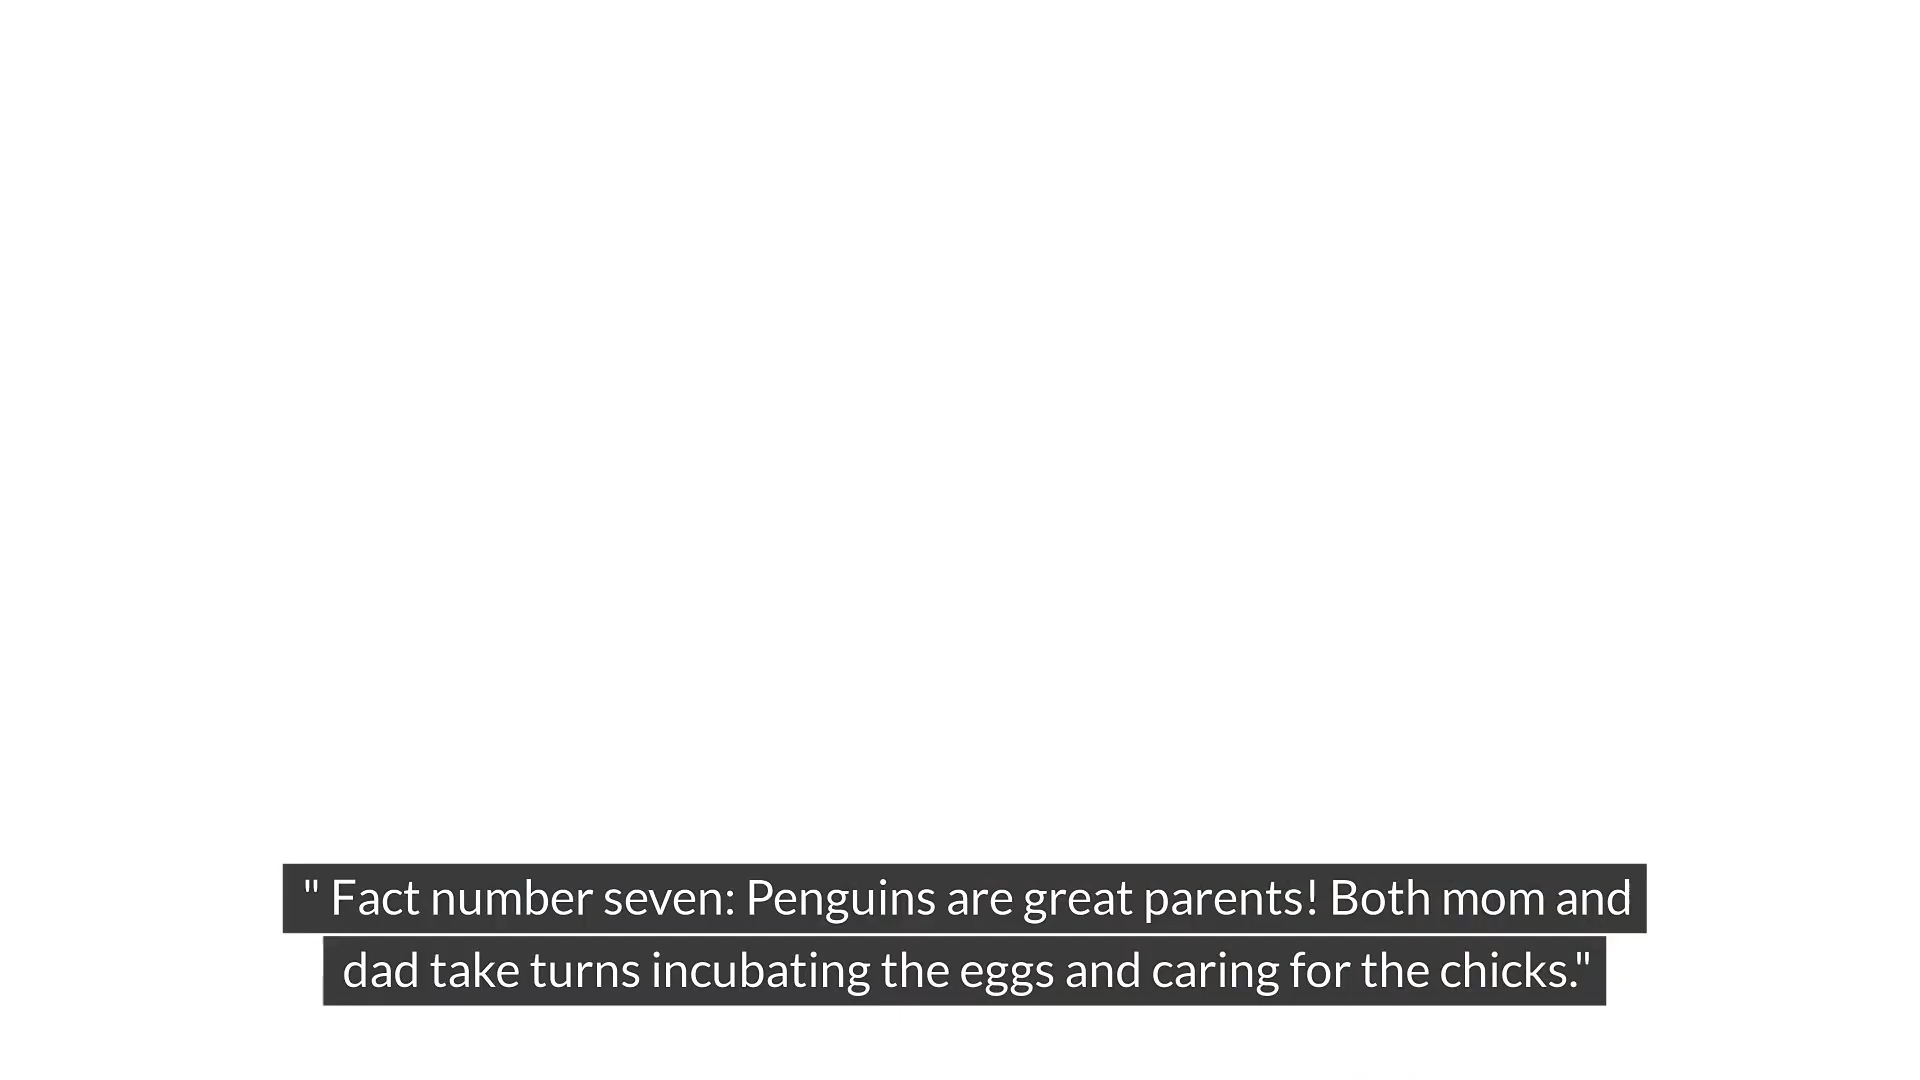 " Fact number seven: Penguins are great parents! Both mom and
dad take turns incubating the eggs and caring for the chicks."